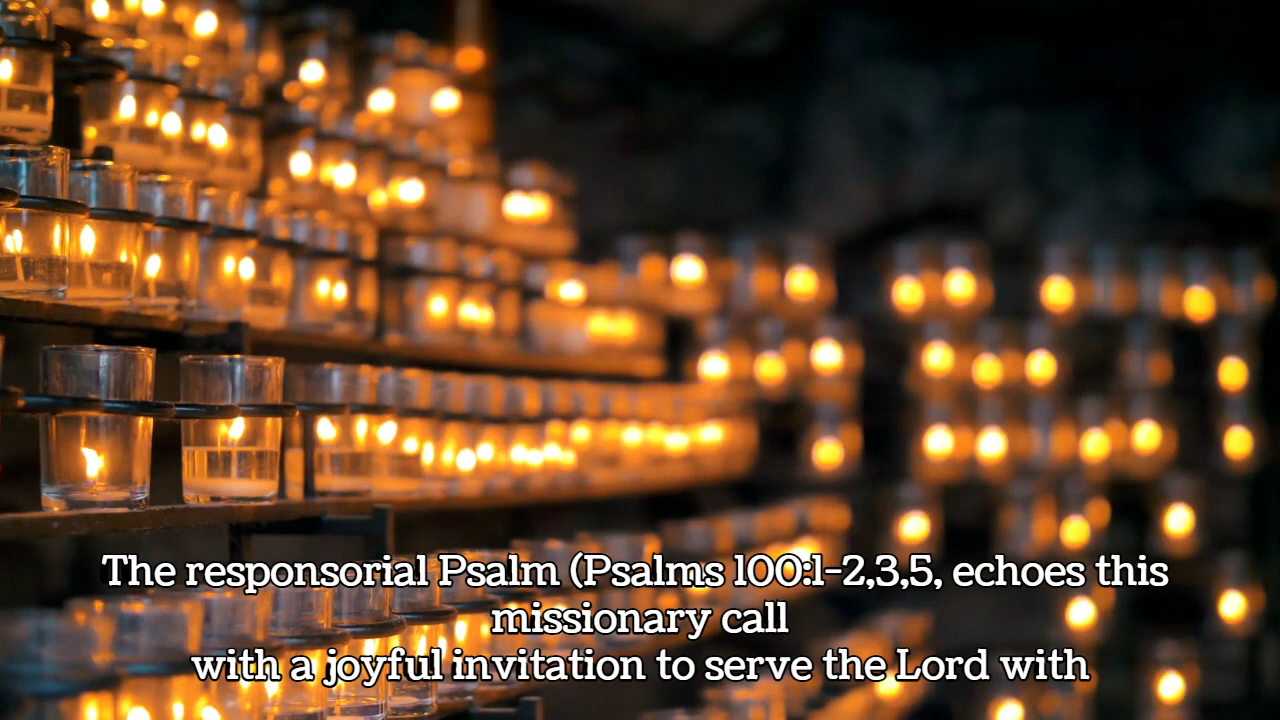 The responsorial Psalm (Psalms 100:1-2,3,5, echoes this
missionary call
with a joyful invitation to serve the Lord with